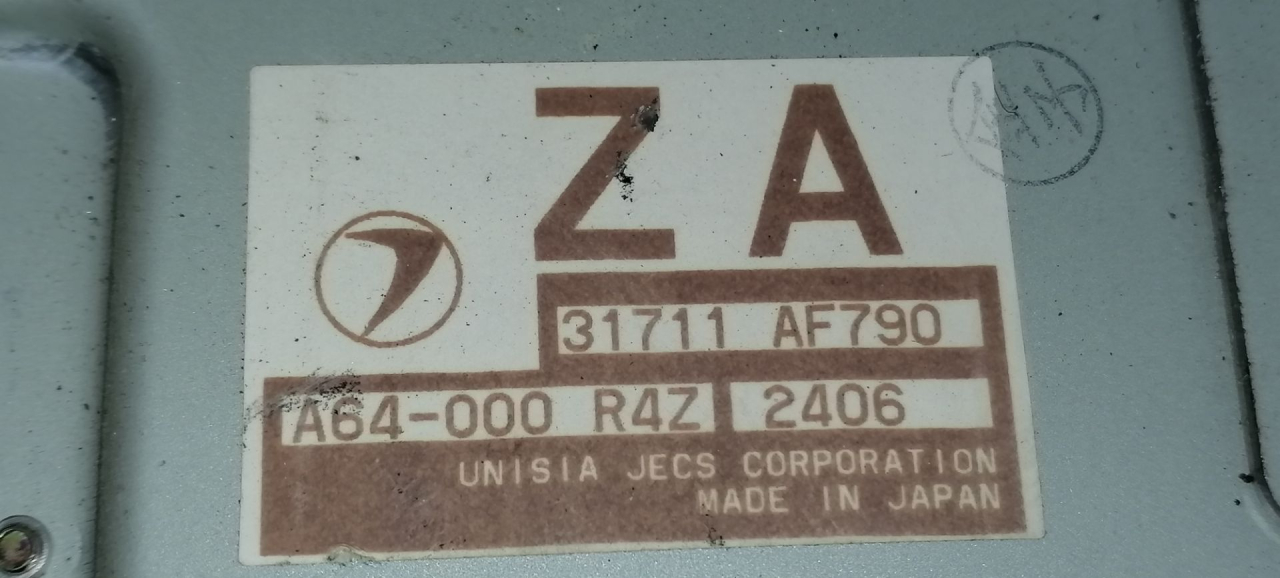 ZA
31711 AF790
A64-000 R4Z 2406
UNISIA JECS CORPORATION
MADE IN JAPAN